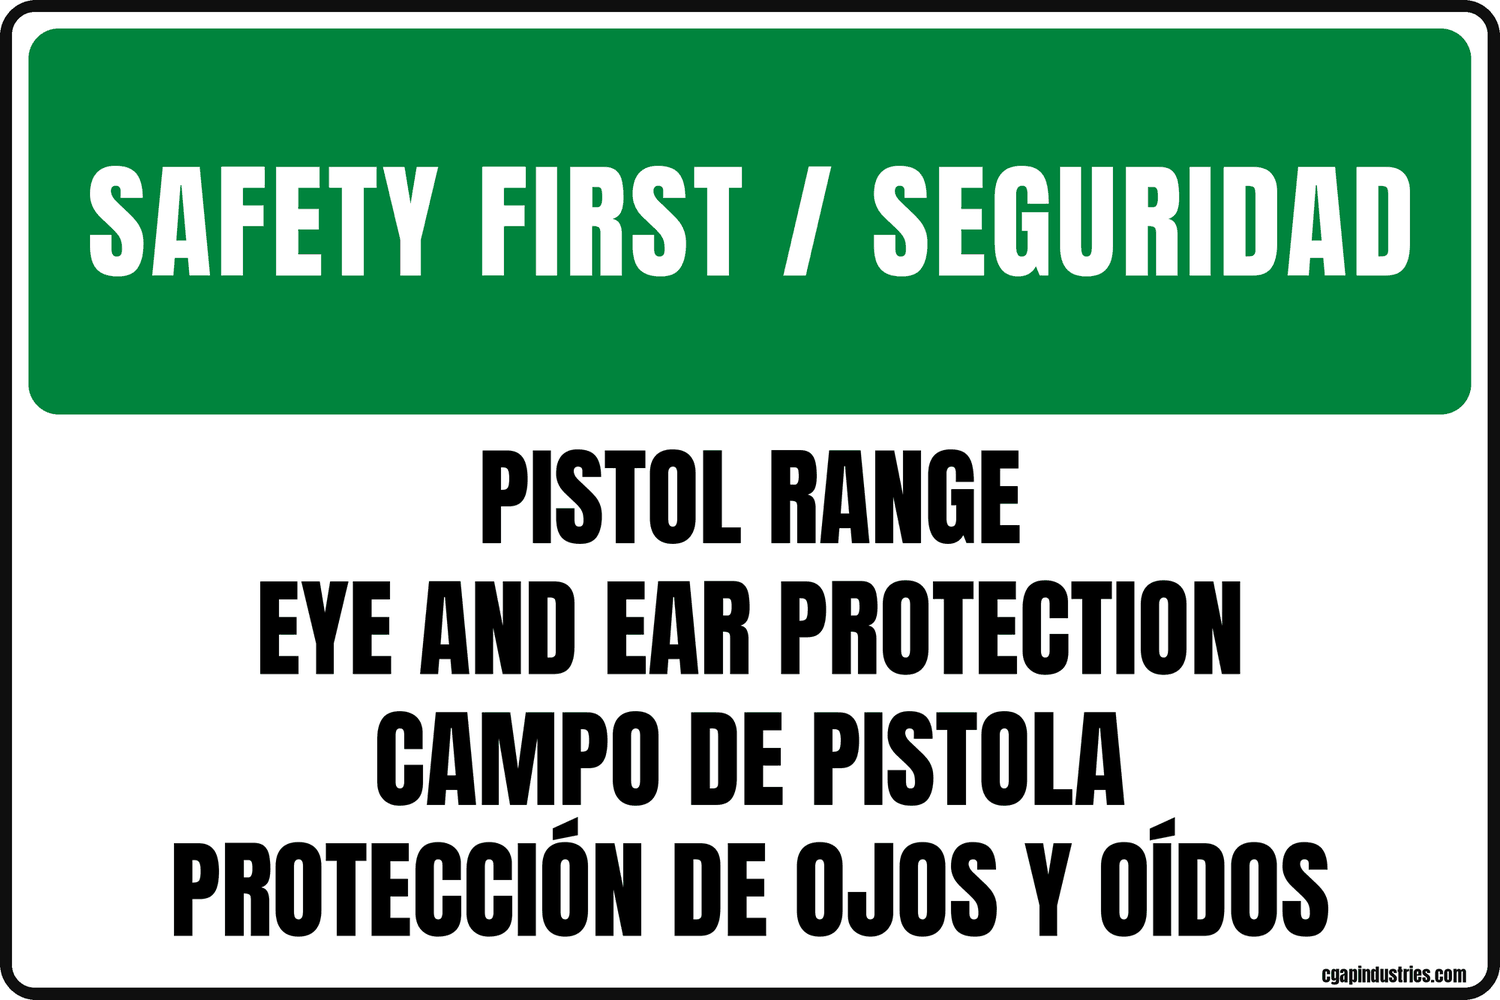 SAFETY FIRST / SEGURIDAD
PISTOL RANGE
EYE AND EAR PROTECTION
CAMPO DE PISTOLA
PROTECCIÓN DE OJOS Y OÍDOS
cgapindustries.com